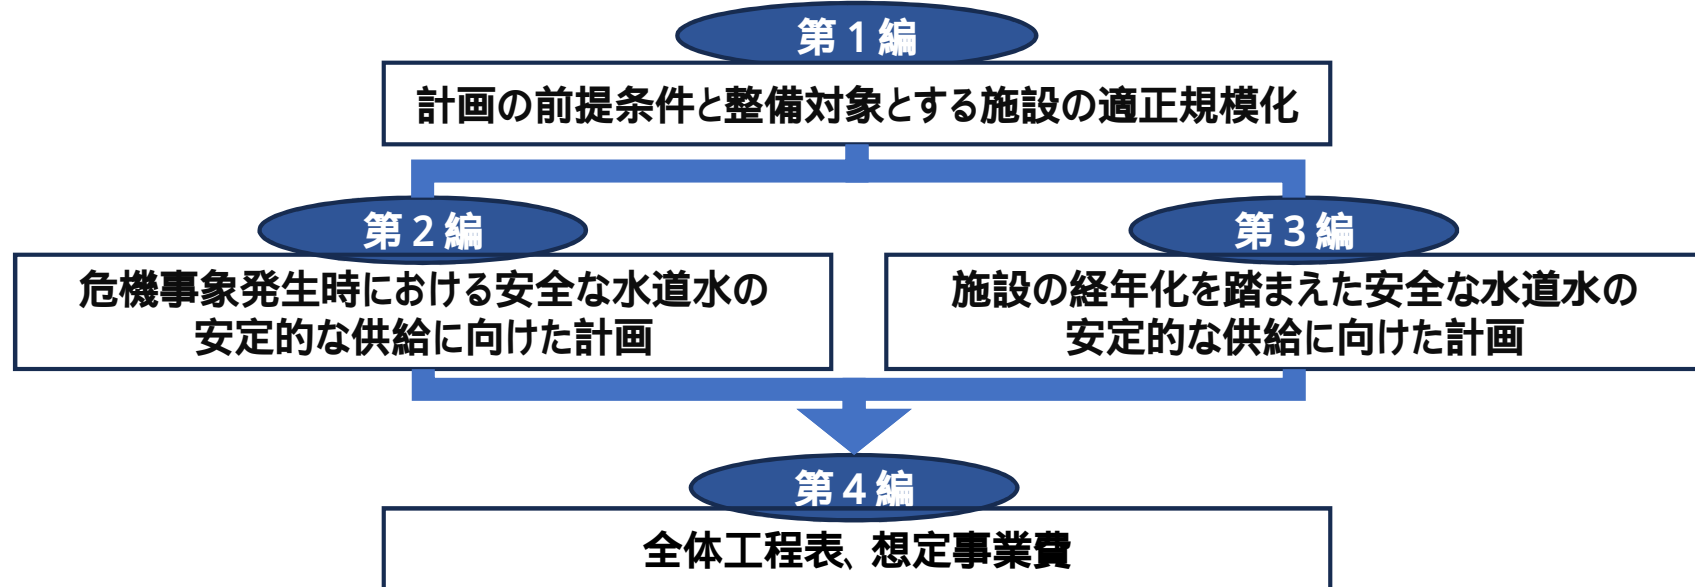 第1編
計画の前提条件と整備対象とする施設の適正規模化
第2編
危機事象発生時における安全な水道水の
安定的な供給に向けた計画
第3編
施設の経年化を踏まえた安全な水道水の
安定的な供給に向けた計画
第4編
全体工程表、想定事業費